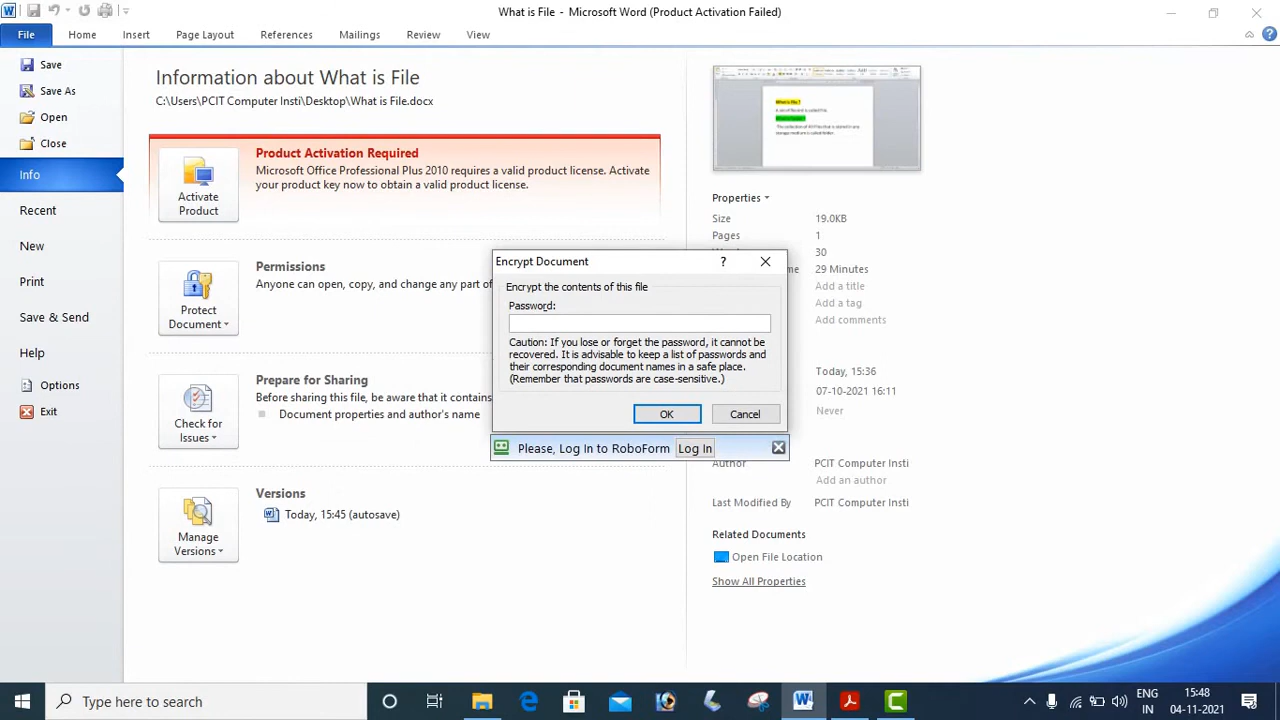 What is File - Microsoft Word (Product Activation Failed)
File Home Insert Page Layout References Mailings Review View
Save
Save As
Open
Close
Info
Recent
New
Print
Save & Send
Help
Options
Exit
ormation about What is File
C:\Users\PCIT Computer Insti\Desktop\What is File.docx
Activate
Product
Product Activation Required
Microsoft Office Professional Plus 2010 requires a valid product license. Activate
your product key now to obtain a valid product license.
Protect
Document
Permissions
Anyone can open, copy, and change any part of
Check for
Issues
Prepare for Sharing
Before sharing this file, be aware that it contains
Document properties and author's name
Manage
Versions
Versions
Today, 15:45 (autosave)
Encrypt Document
Encrypt the contents of this file
Password:
Caution: If you lose or forget the password, it cannot be
recovered. It is advisable to keep a list of passwords and
their corresponding document names in a safe place.
(Remember that passwords are case-sensitive.)
OK Cancel
Please, Log In to RoboForm Log In
What is File ?
Properties
Size 19.0KB
Pages 1
30
29 Minutes
Add a title
Add a tag
Add comments
Today, 15:36
07-10-2021 16:11
Never
Author PCIT Computer Insti
Add an author
Last Modified By PCIT Computer Insti
Related Documents
Open File Location
Show All Properties
Type here to search
ENG
IN
15:48
04-11-2021